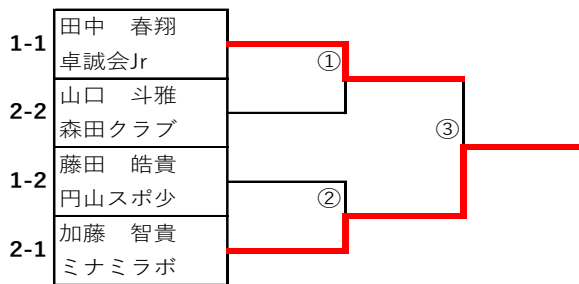 1-1
田中　春翔
卓誠会Jr
①
2-2
山口　斗雅
森田クラブ
③
1-2
藤田　皓貴
円山スポ少
②
2-1
加藤　智貴
ミナミラボ